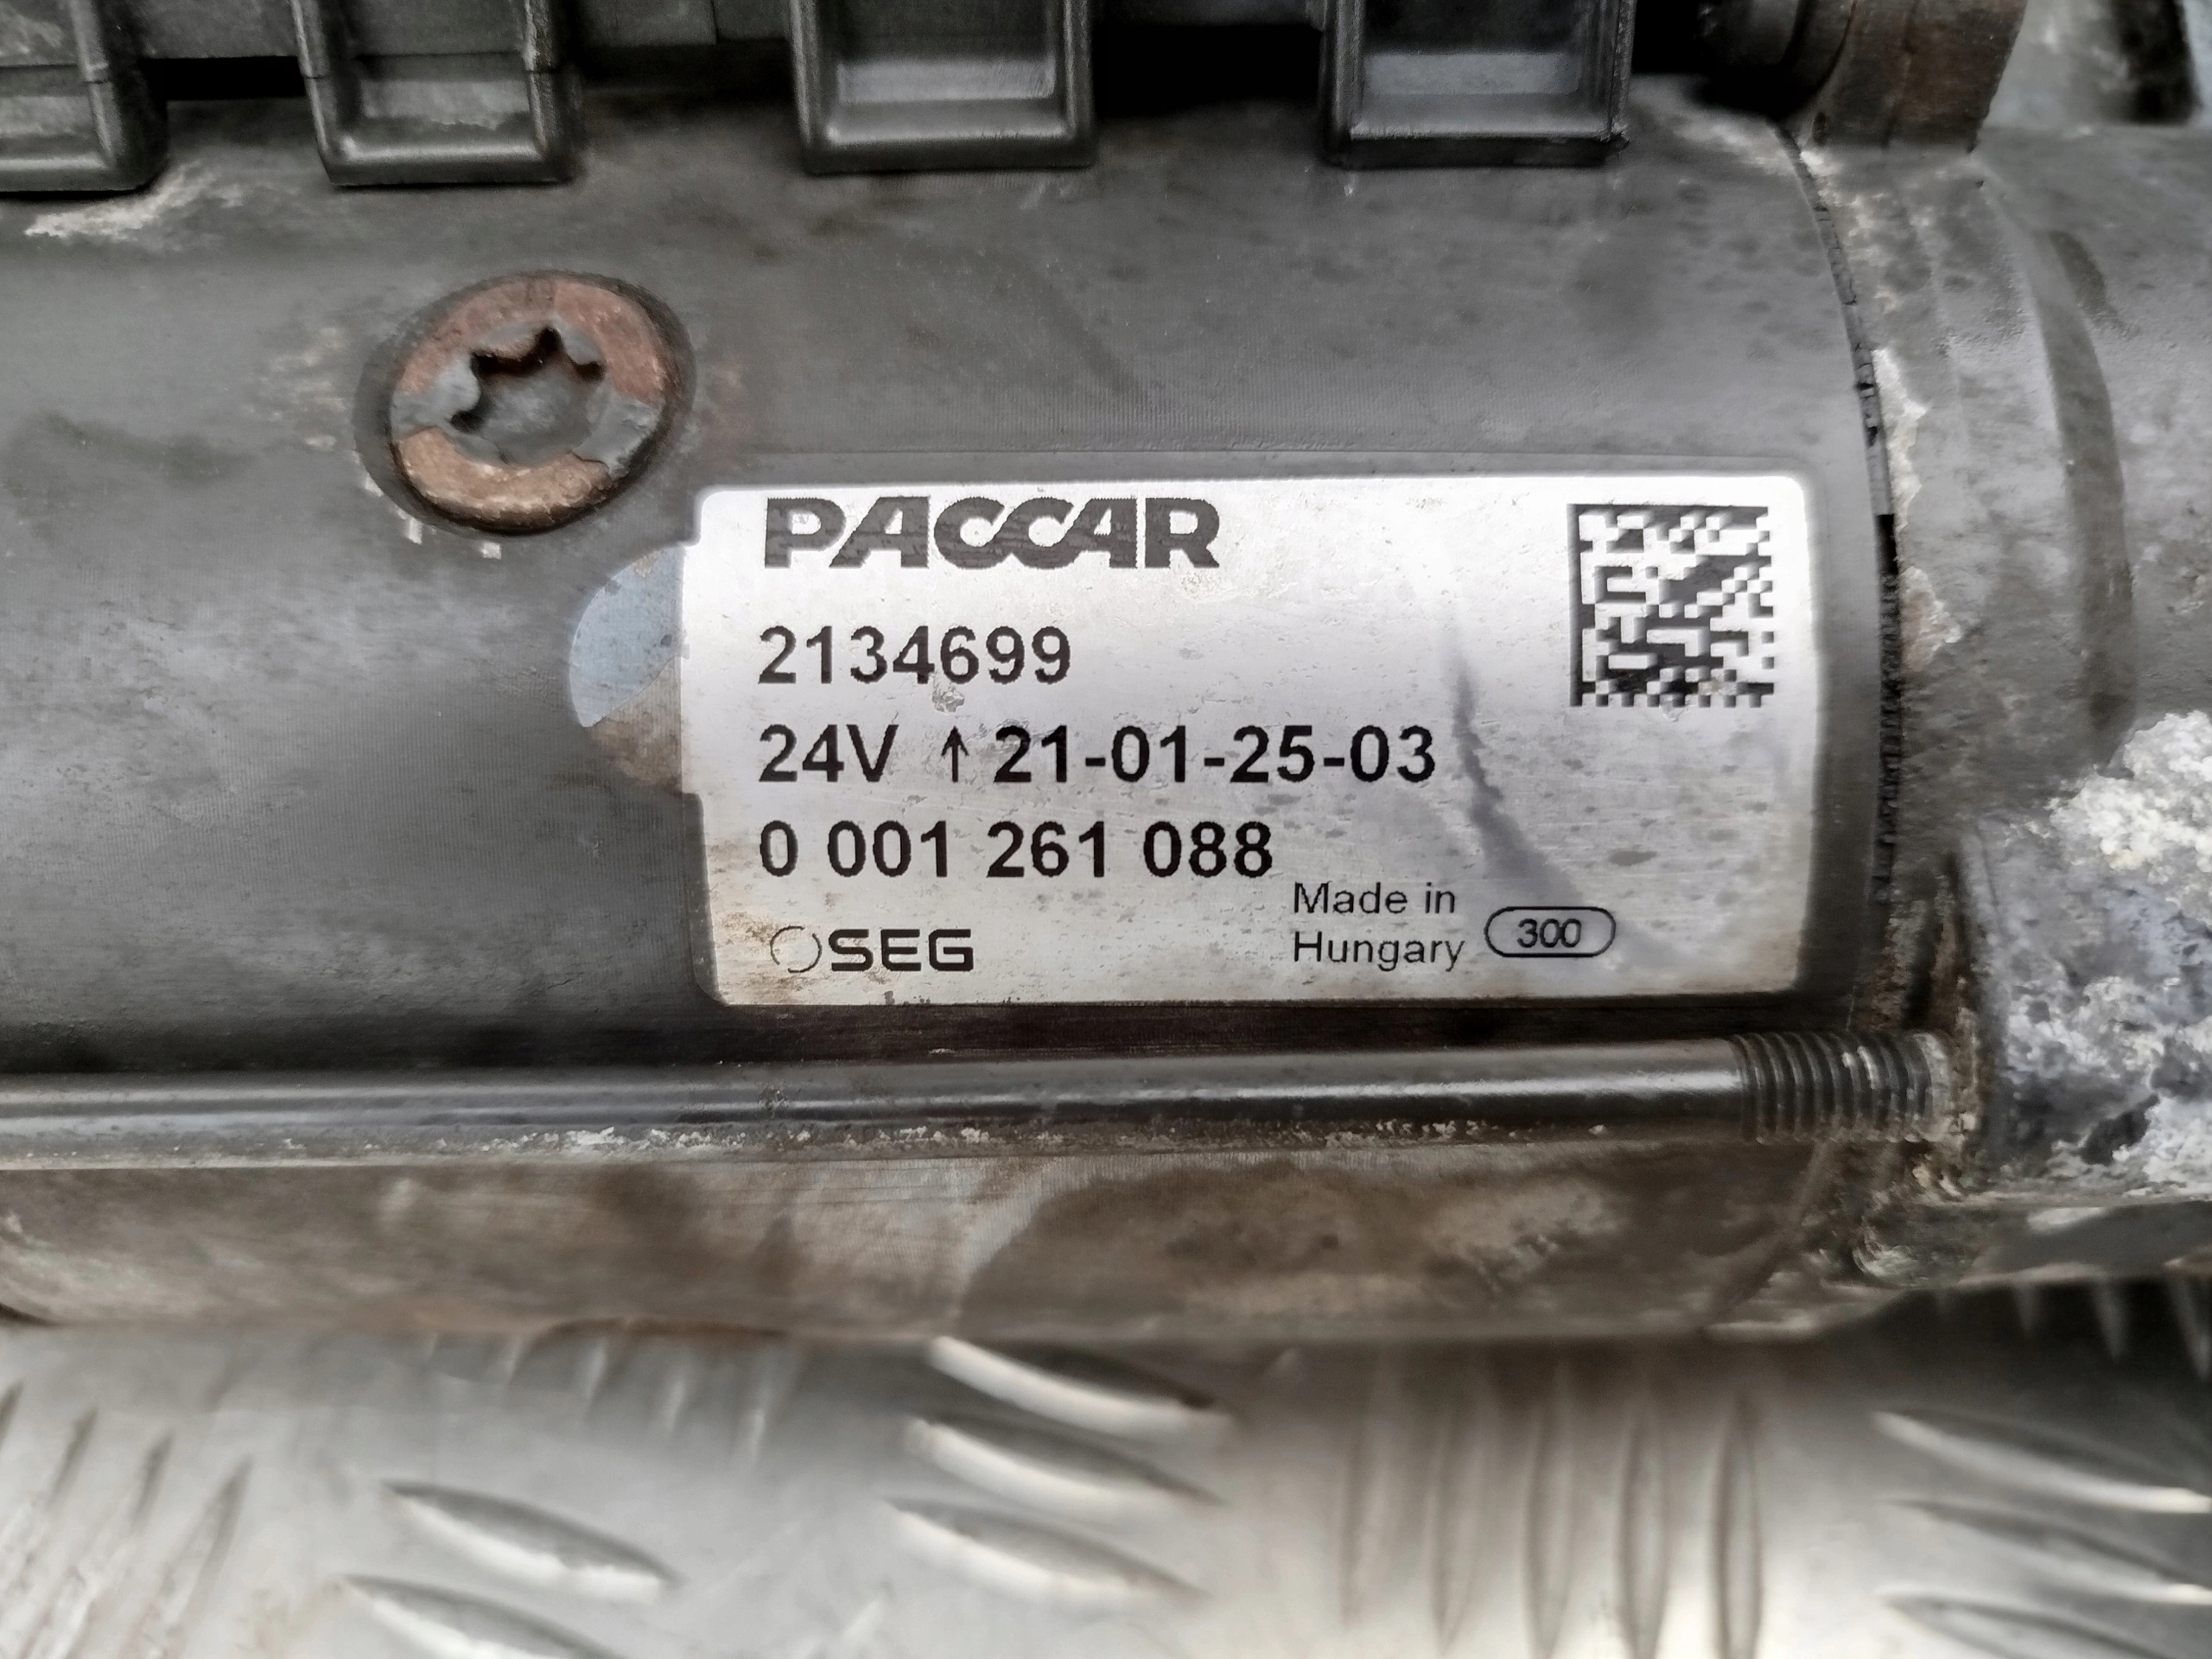 PACCAR
2134699
24V ↑ 21-01-25-03
0 001 261 088
SEG
Made in
Hungary
300